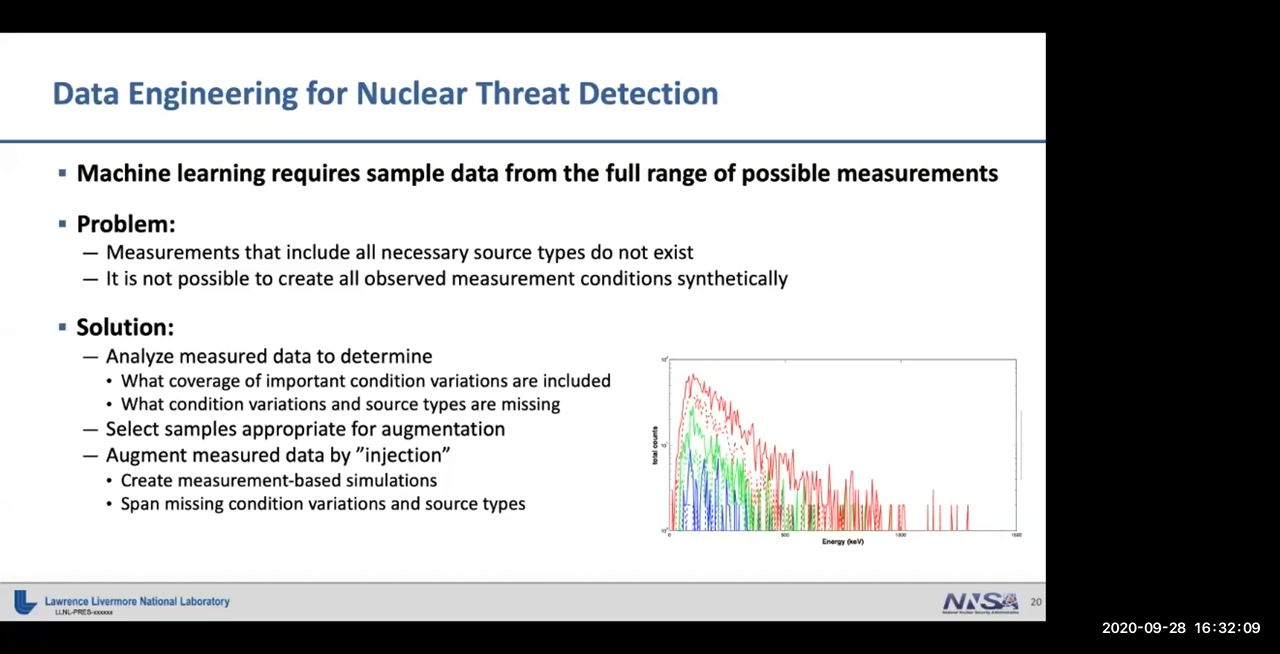 Data Engineering for Nuclear Threat Detection
▪ Machine learning requires sample data from the full range of possible measurements
▪ Problem:
— Measurements that include all necessary source types do not exist
— It is not possible to create all observed measurement conditions synthetically
▪ Solution:
— Analyze measured data to determine
• What coverage of important condition variations are included
• What condition variations and source types are missing
— Select samples appropriate for augmentation
— Augment measured data by ”injection”
• Create measurement-based simulations
• Span missing condition variations and source types
total counts
0 500 1000 1500
Energy (keV)
Lawrence Livermore National Laboratory
LLNL-PRES-xxxxxx
NNSA
National Nuclear Security Administration
20
2020-09-28 16:32:09